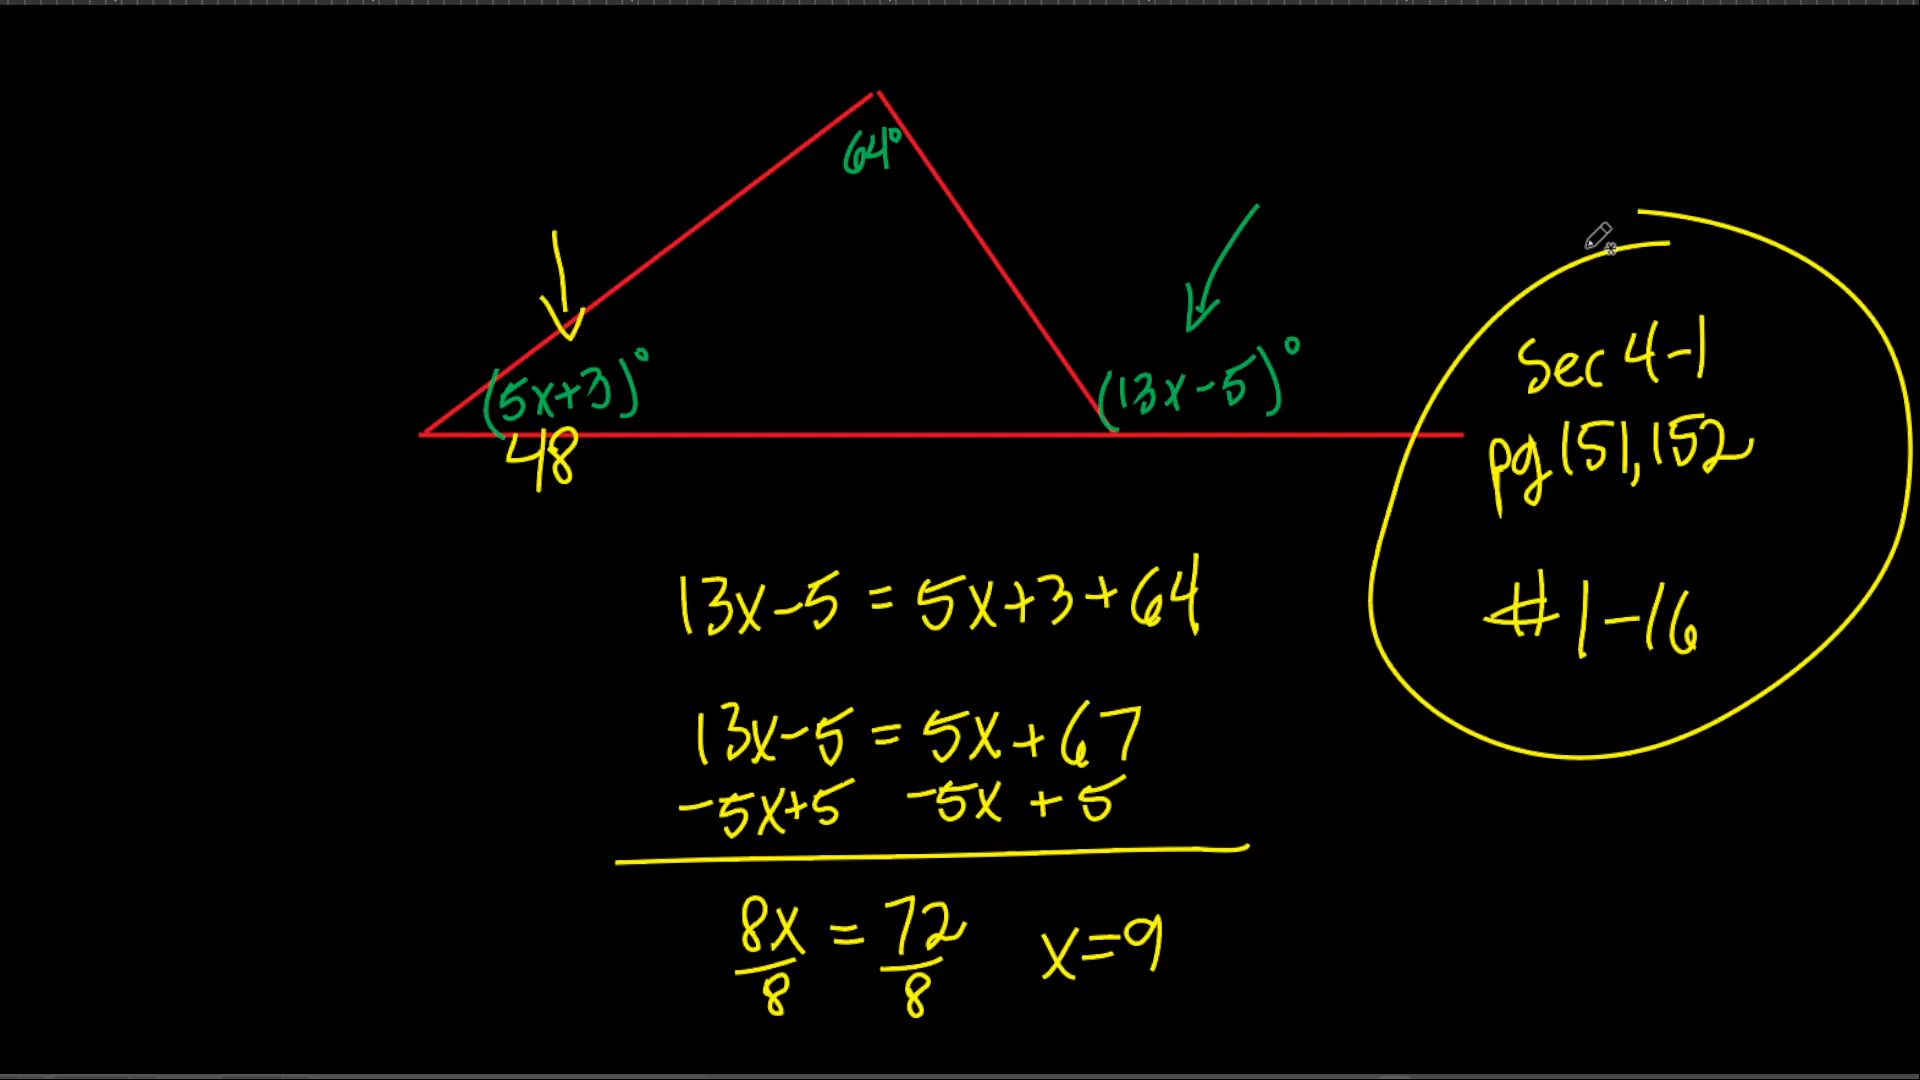 64°
(5x+3)°
(13x-5)°
48
Sec 4-1
pg 151, 152
#1-16
13x-5 = 5x+3+64
13x-5 = 5x+67
-5x+5 -5x +5
8x/8 = 72/8 x=9